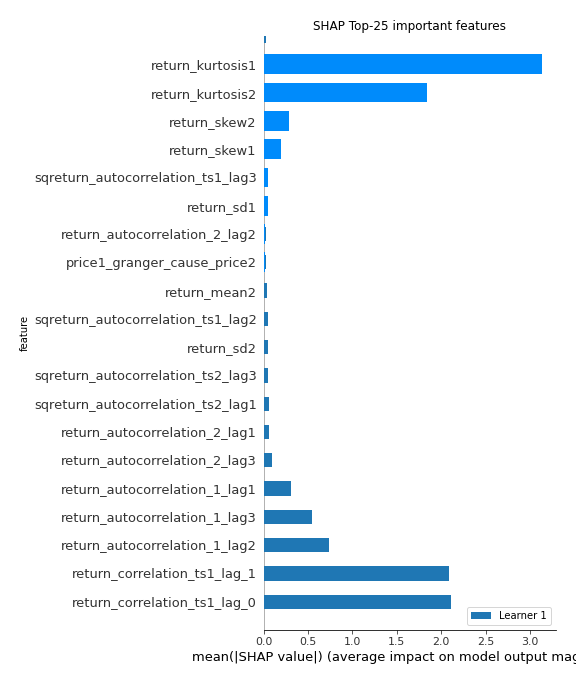 SHAP Top-25 important features
return_kurtosis1
return_kurtosis2
return_skew2
return_skew1
sqreturn_autocorrelation_ts1_lag3
return_sd1
return_autocorrelation_2_lag2
price1_granger_cause_price2
return_mean2
sqreturn_autocorrelation_ts1_lag2
return_sd2
sqreturn_autocorrelation_ts2_lag3
sqreturn_autocorrelation_ts2_lag1
return_autocorrelation_2_lag1
return_autocorrelation_2_lag3
return_autocorrelation_1_lag1
return_autocorrelation_1_lag3
return_autocorrelation_1_lag2
return_correlation_ts1_lag_1
return_correlation_ts1_lag_0
feature
Learner 1
0.0 0.5 1.0 1.5 2.0 2.5 3.0
mean(|SHAP value|) (average impact on model output mag